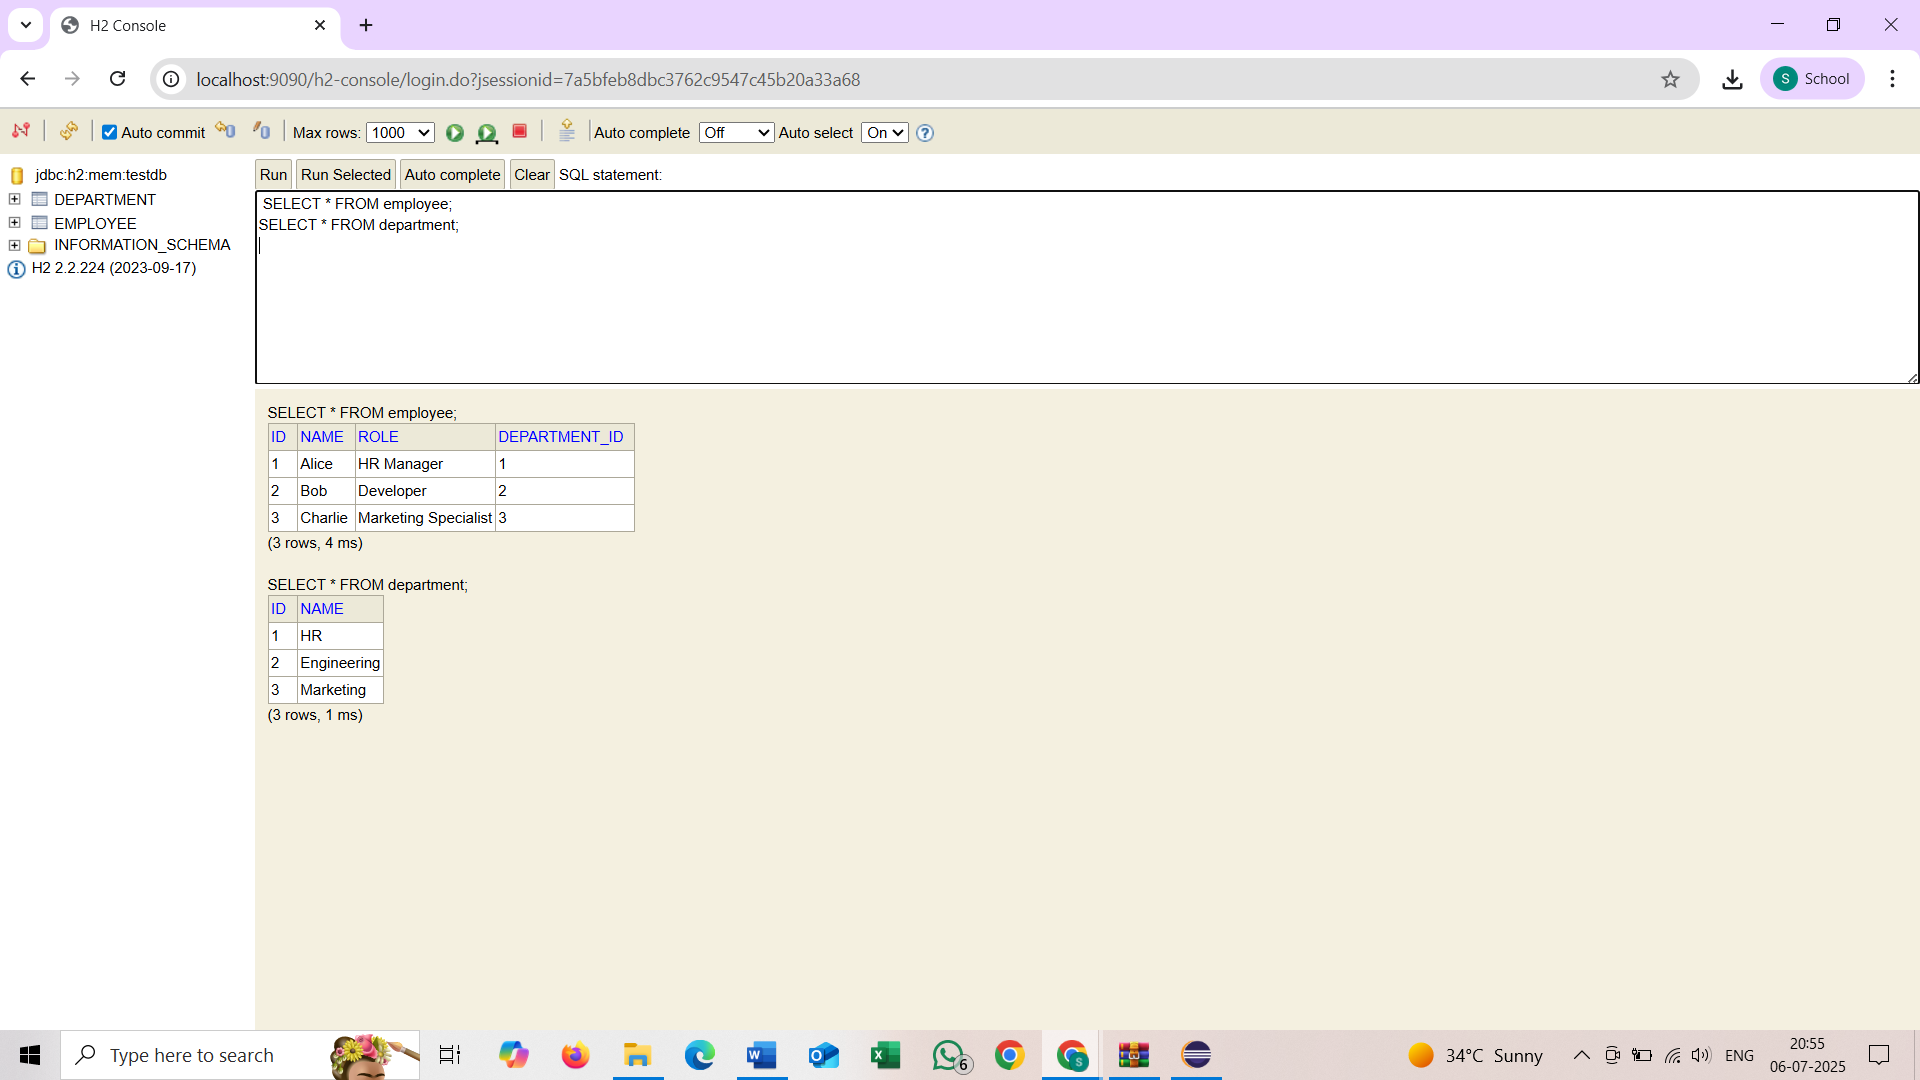 H2 Console
localhost:9090/h2-console/login.do?jsessionid=7a5bfeb8dbc3762c9547c45b20a33a68
S School
Auto commit Max rows: 1000 Auto complete Off Auto select On
jdbc:h2:mem:testdb
DEPARTMENT
EMPLOYEE
INFORMATION_SCHEMA
H2 2.2.224 (2023-09-17)
Run Run Selected Auto complete Clear SQL statement:
SELECT * FROM employee;
SELECT * FROM department;
SELECT * FROM employee;
ID NAME ROLE DEPARTMENT_ID
1 Alice HR Manager 1
2 Bob Developer 2
3 Charlie Marketing Specialist 3
(3 rows, 4 ms)
SELECT * FROM department;
ID NAME
1 HR
2 Engineering
3 Marketing
(3 rows, 1 ms)
Type here to search
6
34°C Sunny
ENG
20:55
06-07-2025